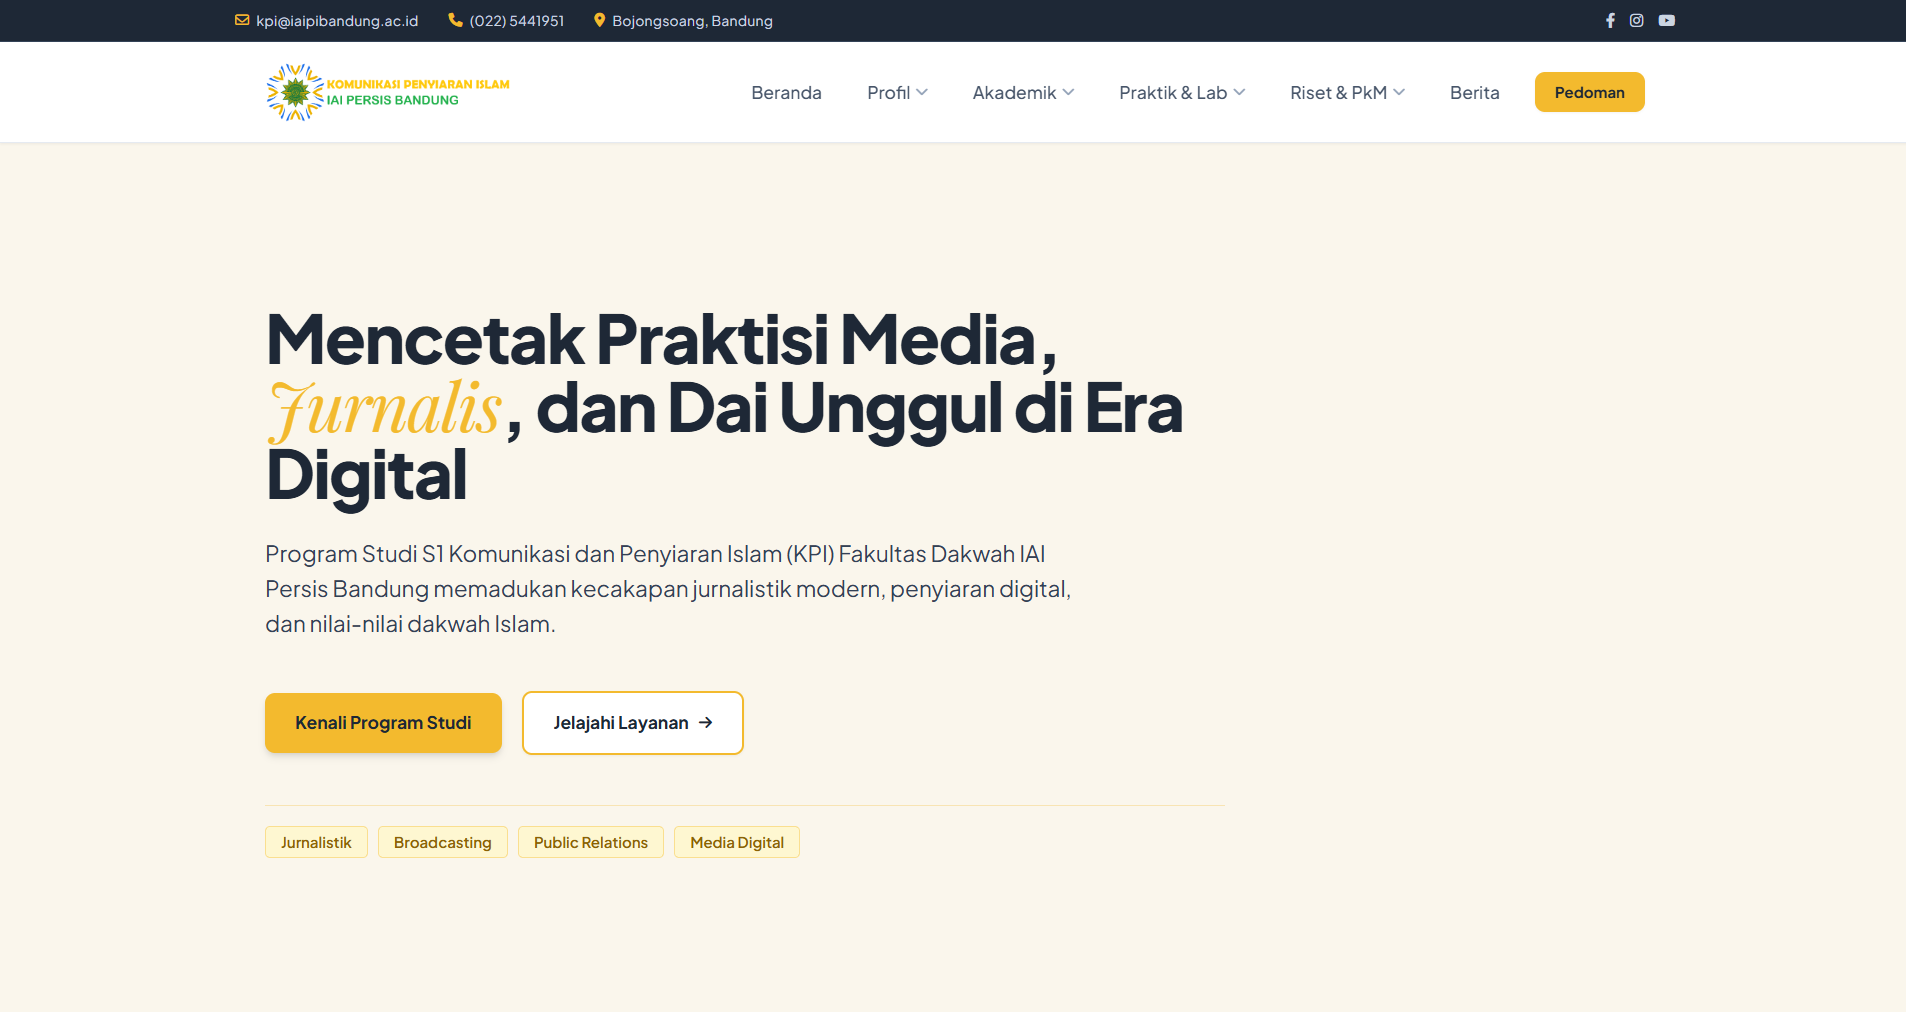 kpi@iaipibandung.ac.id (022) 5441951 Bojongsoang, Bandung
KOMUNIKASI PENYIARAN ISLAM
IAI PERSIS BANDUNG
Beranda Profil Akademik Praktik & Lab Riset & PkM Berita Pedoman
Mencetak Praktisi Media,
Jurnalis, dan Dai Unggul di Era
Digital
Program Studi S1 Komunikasi dan Penyiaran Islam (KPI) Fakultas Dakwah IAI
Persis Bandung memadukan kecakapan jurnalistik modern, penyiaran digital,
dan nilai-nilai dakwah Islam.
Kenali Program Studi Jelajahi Layanan →
Jurnalistik Broadcasting Public Relations Media Digital